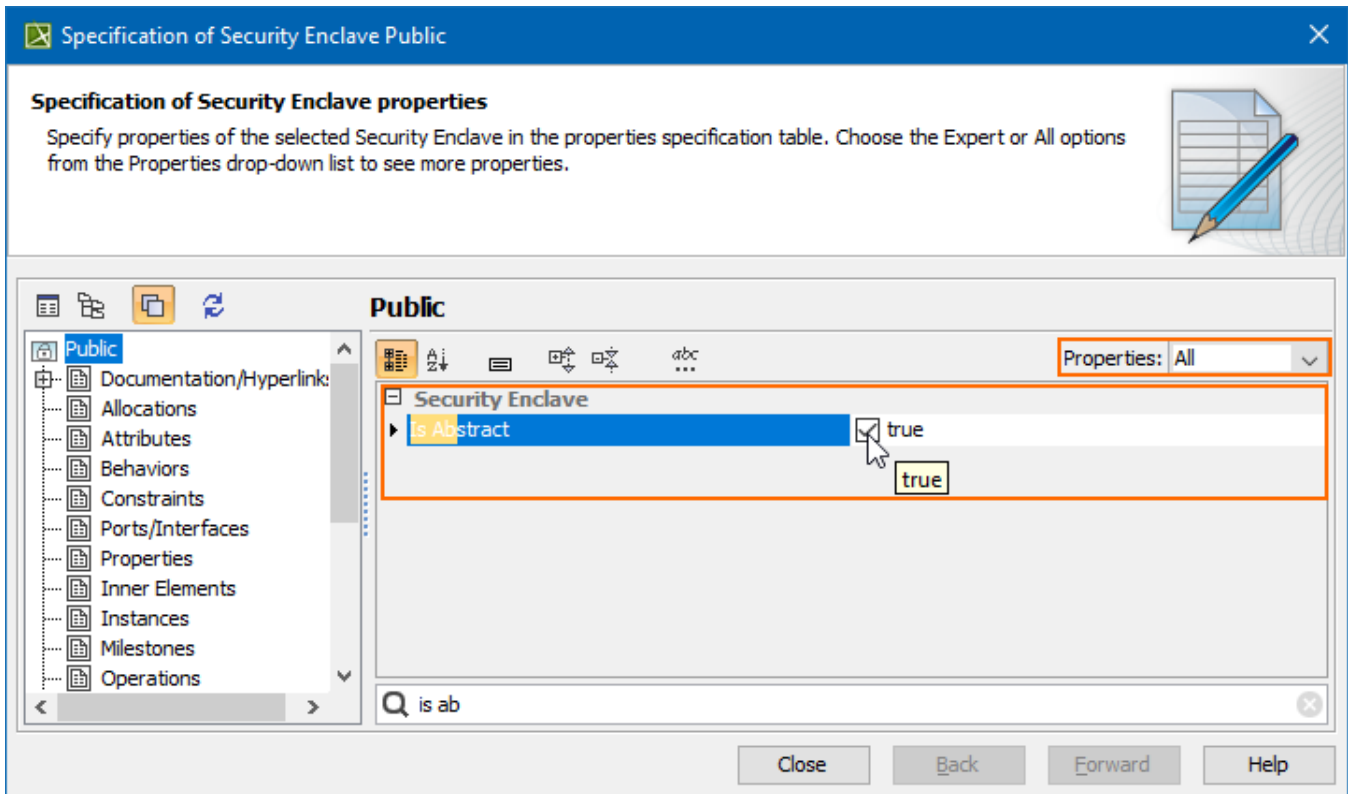 Specification of Security Enclave Public
Specification of Security Enclave properties
Specify properties of the selected Security Enclave in the properties specification table. Choose the Expert or All options
from the Properties drop-down list to see more properties.
Public
Public
Documentation/Hyperlinks
Allocations
Attributes
Behaviors
Constraints
Ports/Interfaces
Properties
Inner Elements
Instances
Milestones
Operations
abc
Properties: All
Security Enclave
Is Abstract true
true
is ab
Close Back Forward Help